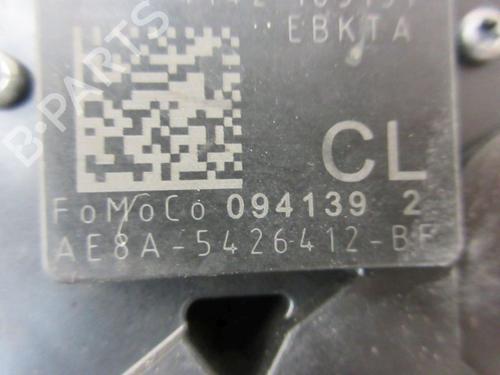 EBKTA
CL
FoMoCo 094139 2
AE8A-5426412-BF
B-PARTS